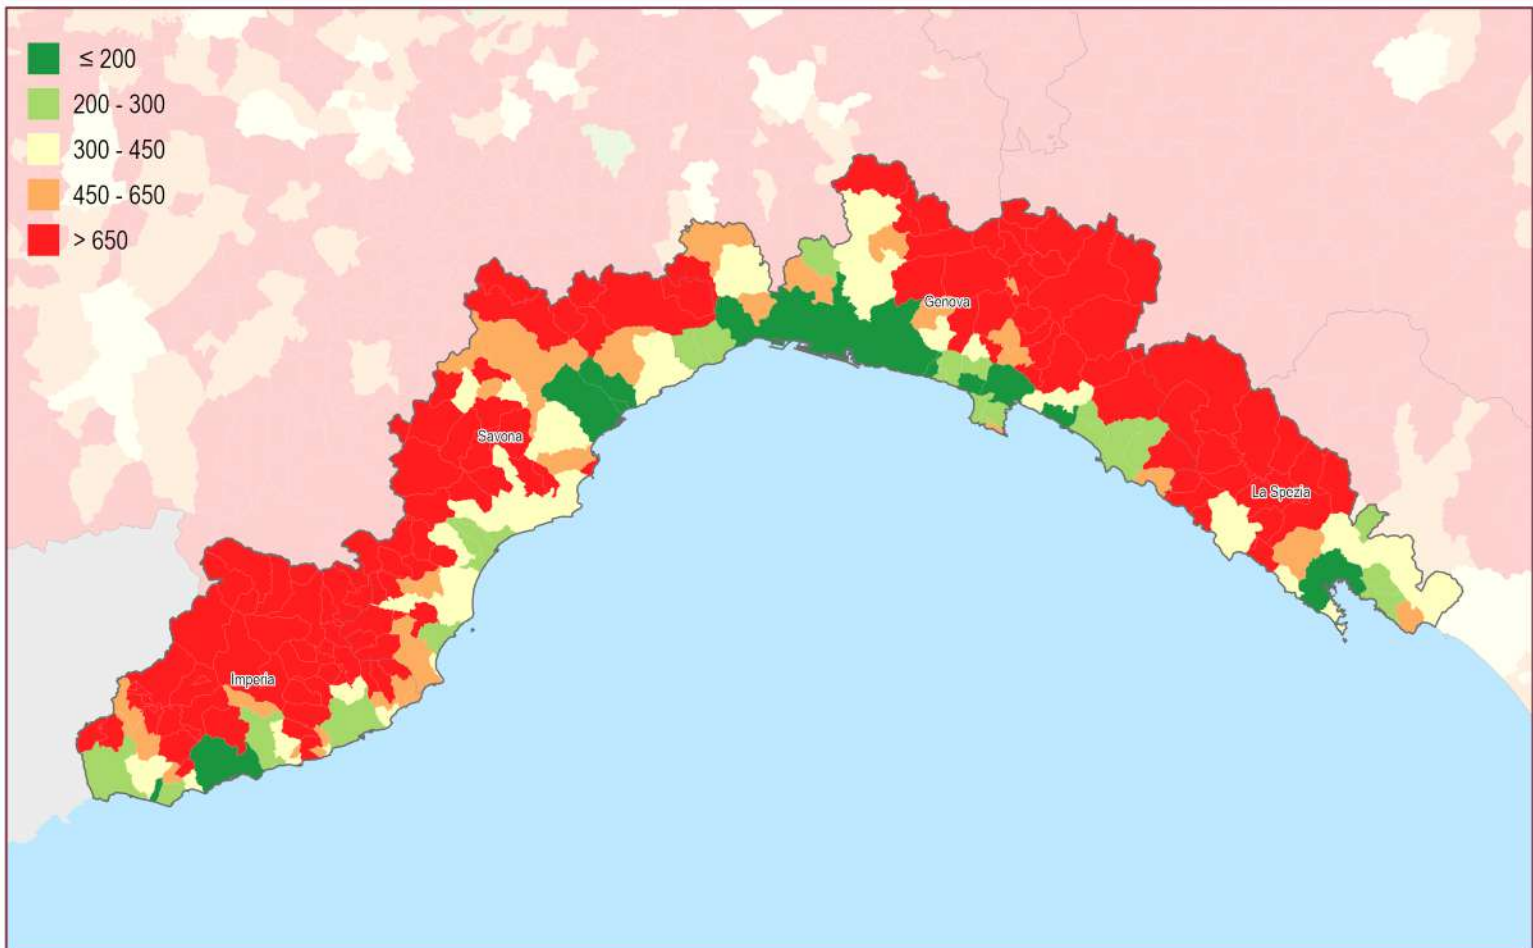 ≤ 200
200 - 300
300 - 450
450 - 650
> 650
Genova
Savona
La Spezia
Imperia